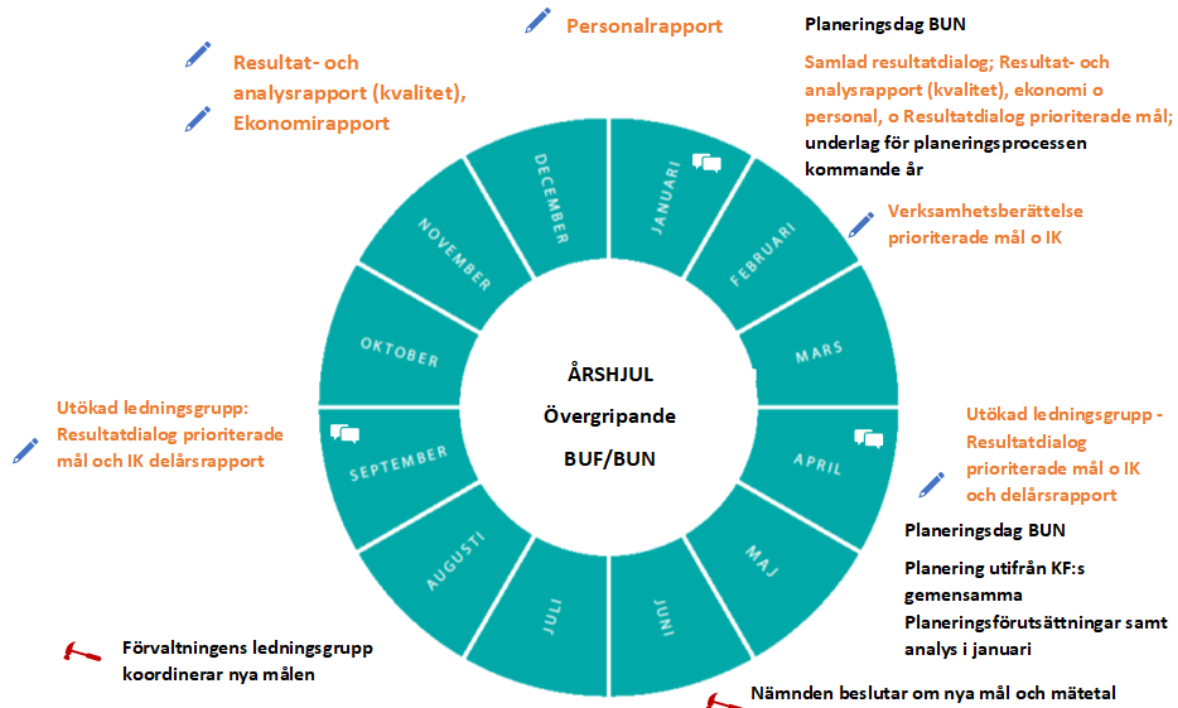 Personalrapport
Planeringsdag BUN
Samlad resultatdialog; Resultat- och
analysrapport (kvalitet), ekonomi o
personal, o Resultatdialog prioriterade mål;
underlag för planeringsprocessen
kommande år
Resultat- och
analysrapport (kvalitet),
Ekonomirapport
Verksamhetsberättelse
prioriterade mål o IK
JANUARI
FEBRUARI
MARS
APRIL
MAJ
JUNI
JULI
AUGUSTI
SEPTEMBER
OKTOBER
NOVEMBER
DECEMBER
ÅRSHJUL
Övergripande
BUF/BUN
Utökad ledningsgrupp:
Resultatdialog prioriterade
mål och IK delårsrapport
Utökad ledningsgrupp -
Resultatdialog
prioriterade mål o IK
och delårsrapport
Planeringsdag BUN
Planering utifrån KF:s
gemensamma
Planeringsförutsättningar samt
analys i januari
Förvaltningens ledningsgrupp
koordinerar nya målen
Nämnden beslutar om nya mål och mätetal